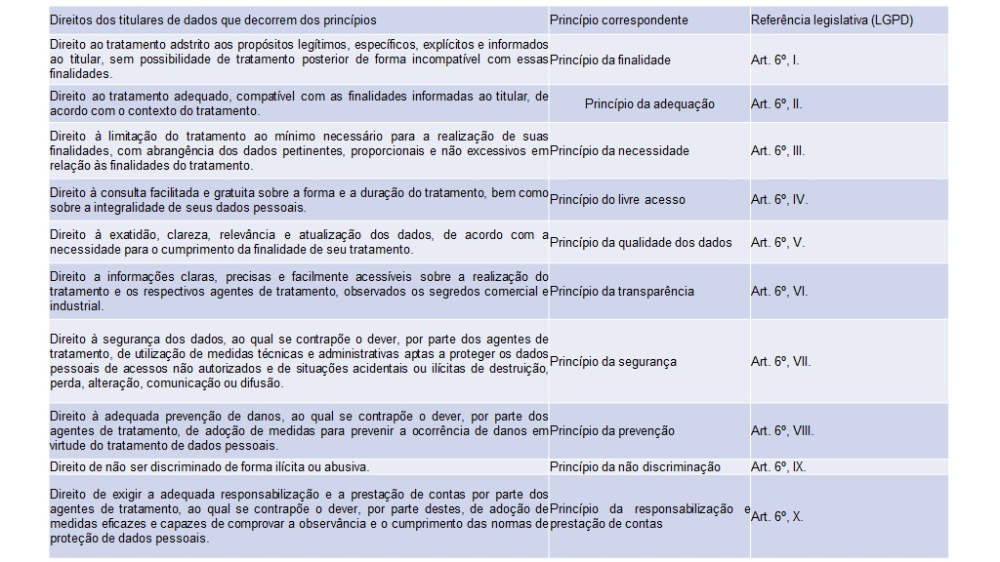 Direitos dos titulares de dados que decorrem dos princípios
Princípio correspondente
Referência legislativa (LGPD)
Direito ao tratamento adstrito aos propósitos legítimos, específicos, explícitos e informados
ao titular, sem possibilidade de tratamento posterior de forma incompatível com essas
finalidades.
Princípio da finalidade
Art. 6º, I.
Direito ao tratamento adequado, compatível com as finalidades informadas ao titular, de
acordo com o contexto do tratamento.
Princípio da adequação
Art. 6º, II.
Direito à limitação do tratamento ao mínimo necessário para a realização de suas
finalidades, com abrangência dos dados pertinentes, proporcionais e não excessivos em
relação às finalidades do tratamento.
Princípio da necessidade
Art. 6º, III.
Direito à consulta facilitada e gratuita sobre a forma e a duração do tratamento, bem como
sobre a integralidade de seus dados pessoais.
Princípio do livre acesso
Art. 6º, IV.
Direito à exatidão, clareza, relevância e atualização dos dados, de acordo com a
necessidade para o cumprimento da finalidade de seu tratamento.
Princípio da qualidade dos dados
Art. 6º, V.
Direito a informações claras, precisas e facilmente acessíveis sobre a realização do
tratamento e os respectivos agentes de tratamento, observados os segredos comercial e
industrial.
Princípio da transparência
Art. 6º, VI.
Direito à segurança dos dados, ao qual se contrapõe o dever, por parte dos agentes de
tratamento, de utilização de medidas técnicas e administrativas aptas a proteger os dados
pessoais de acessos não autorizados e de situações acidentais ou ilícitas de destruição,
perda, alteração, comunicação ou difusão.
Princípio da segurança
Art. 6º, VII.
Direito à adequada prevenção de danos, ao qual se contrapõe o dever, por parte dos
agentes de tratamento, de adoção de medidas para prevenir a ocorrência de danos em
virtude do tratamento de dados pessoais.
Princípio da prevenção
Art. 6º, VIII.
Direito de não ser discriminado de forma ilícita ou abusiva.
Princípio da não discriminação
Art. 6º, IX.
Direito de exigir a adequada responsabilização e a prestação de contas por parte dos
agentes de tratamento, ao qual se contrapõe o dever, por parte destes, de adoção de
medidas eficazes e capazes de comprovar a observância e o cumprimento das normas de
proteção de dados pessoais.
Princípio da responsabilização e
prestação de contas
Art. 6º, X.